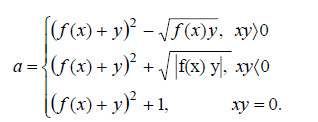 (f(x) + y)² − √f(x)y, xy⟩0
a = { (f(x) + y)² + √|f(x) y|, xy⟨0
(f(x) + y)² + 1, xy = 0.